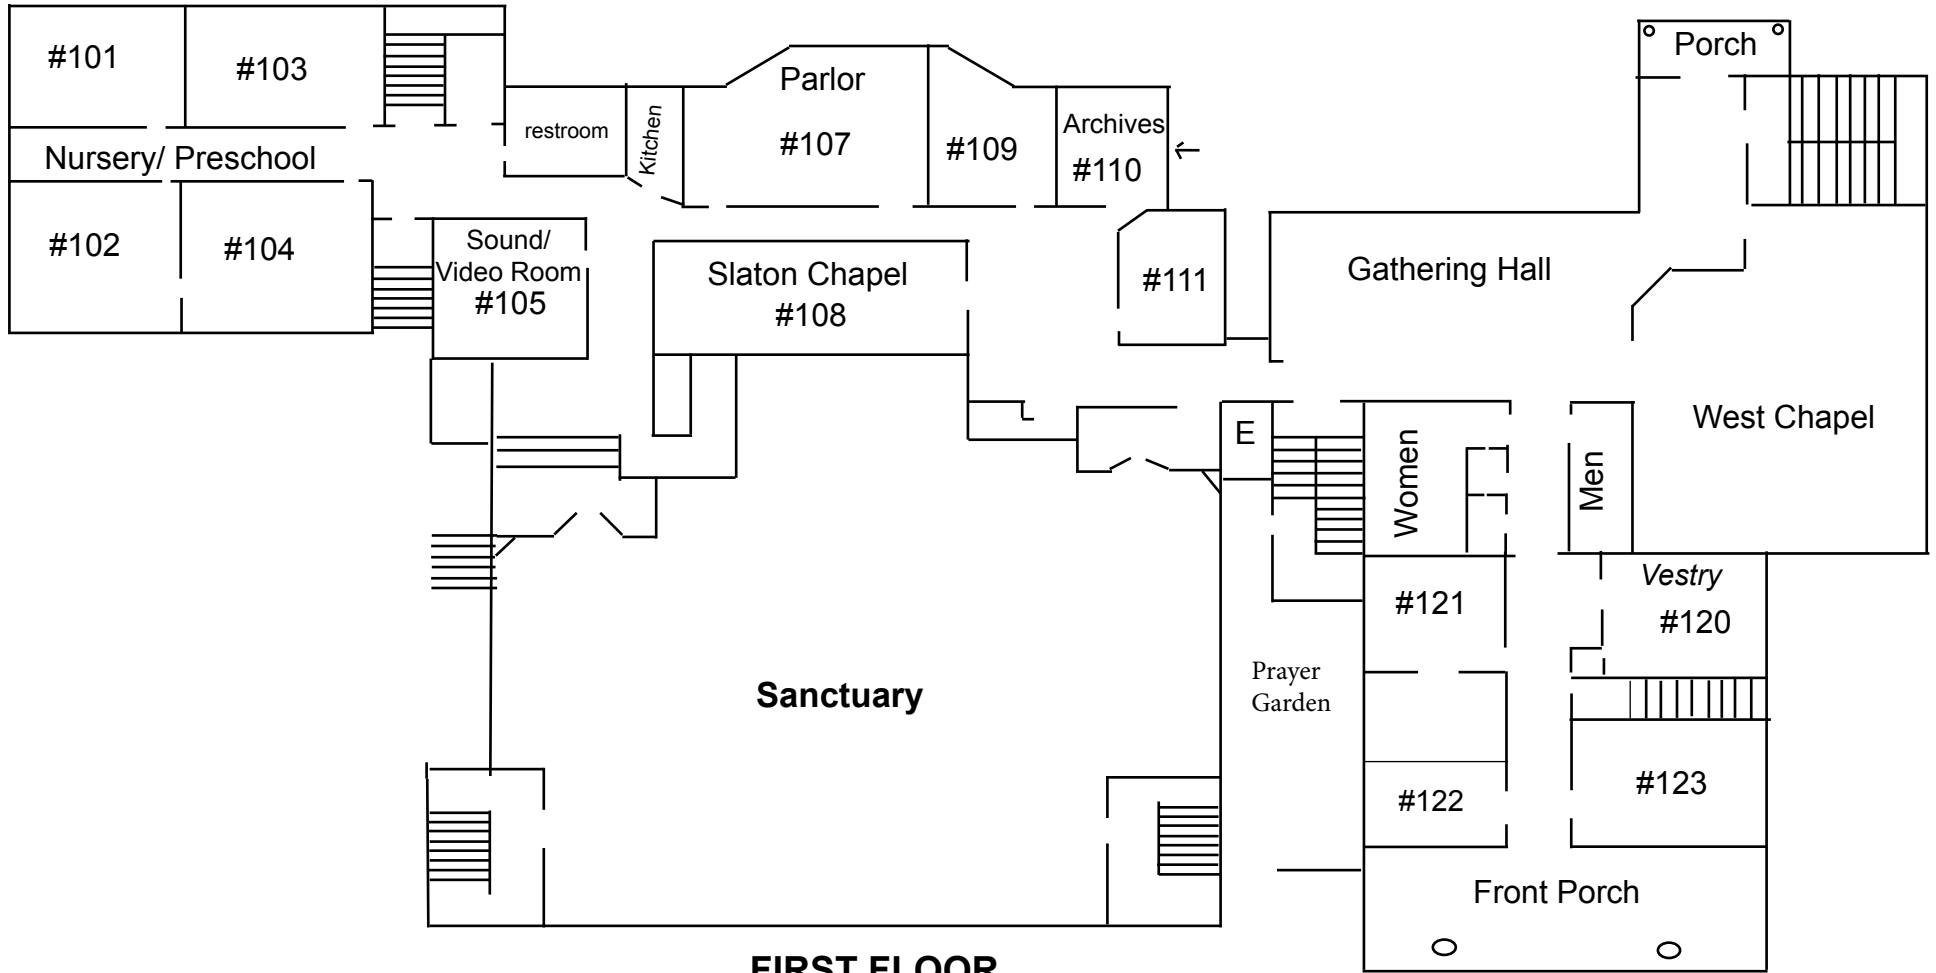 #101
#103
Nursery/ Preschool
#102
#104
restroom
Kitchen
Parlor
#107
#109
Archives
#110
Sound/
Video Room
#105
Slaton Chapel
#108
#111
Gathering Hall
Porch
West Chapel
E
Women
Men
Vestry
#120
#121
Prayer
Garden
#122
#123
Sanctuary
Front Porch
FIRST FLOOR